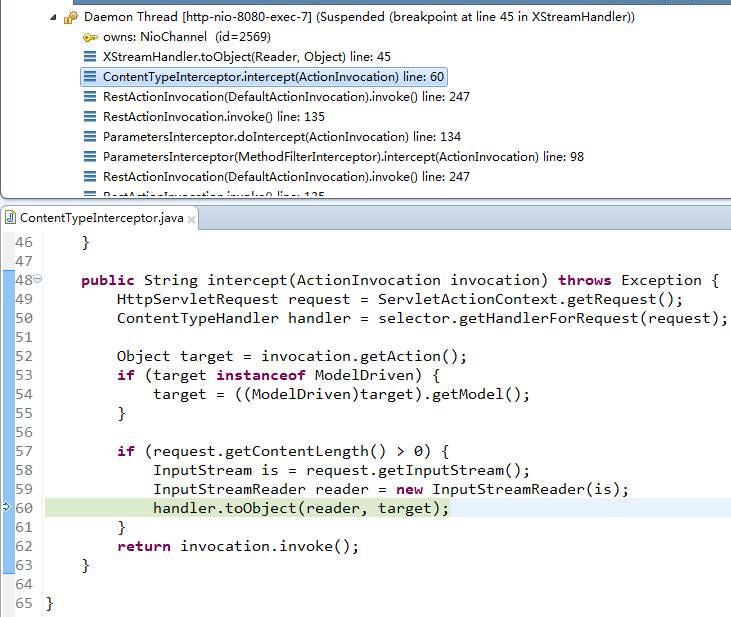 Daemon Thread [http-nio-8080-exec-7] (Suspended (breakpoint at line 45 in XStreamHandler))
owns: NioChannel (id=2569)
XStreamHandler.toObject(Reader, Object) line: 45
ContentTypeInterceptor.intercept(ActionInvocation) line: 60
RestActionInvocation(DefaultActionInvocation).invoke() line: 247
RestActionInvocation.invoke() line: 135
ParametersInterceptor.doIntercept(ActionInvocation) line: 134
ParametersInterceptor(MethodFilterInterceptor).intercept(ActionInvocation) line: 98
RestActionInvocation(DefaultActionInvocation).invoke() line: 247
RestActionInvocation.invoke() line: 135
ContentTypeInterceptor.java
46     }
47
48     public String intercept(ActionInvocation invocation) throws Exception {
49         HttpServletRequest request = ServletActionContext.getRequest();
50         ContentTypeHandler handler = selector.getHandlerForRequest(request);
51
52         Object target = invocation.getAction();
53         if (target instanceof ModelDriven) {
54             target = ((ModelDriven)target).getModel();
55         }
56
57         if (request.getContentLength() > 0) {
58             InputStream is = request.getInputStream();
59             InputStreamReader reader = new InputStreamReader(is);
60             handler.toObject(reader, target);
61         }
62         return invocation.invoke();
63     }
64
65 }